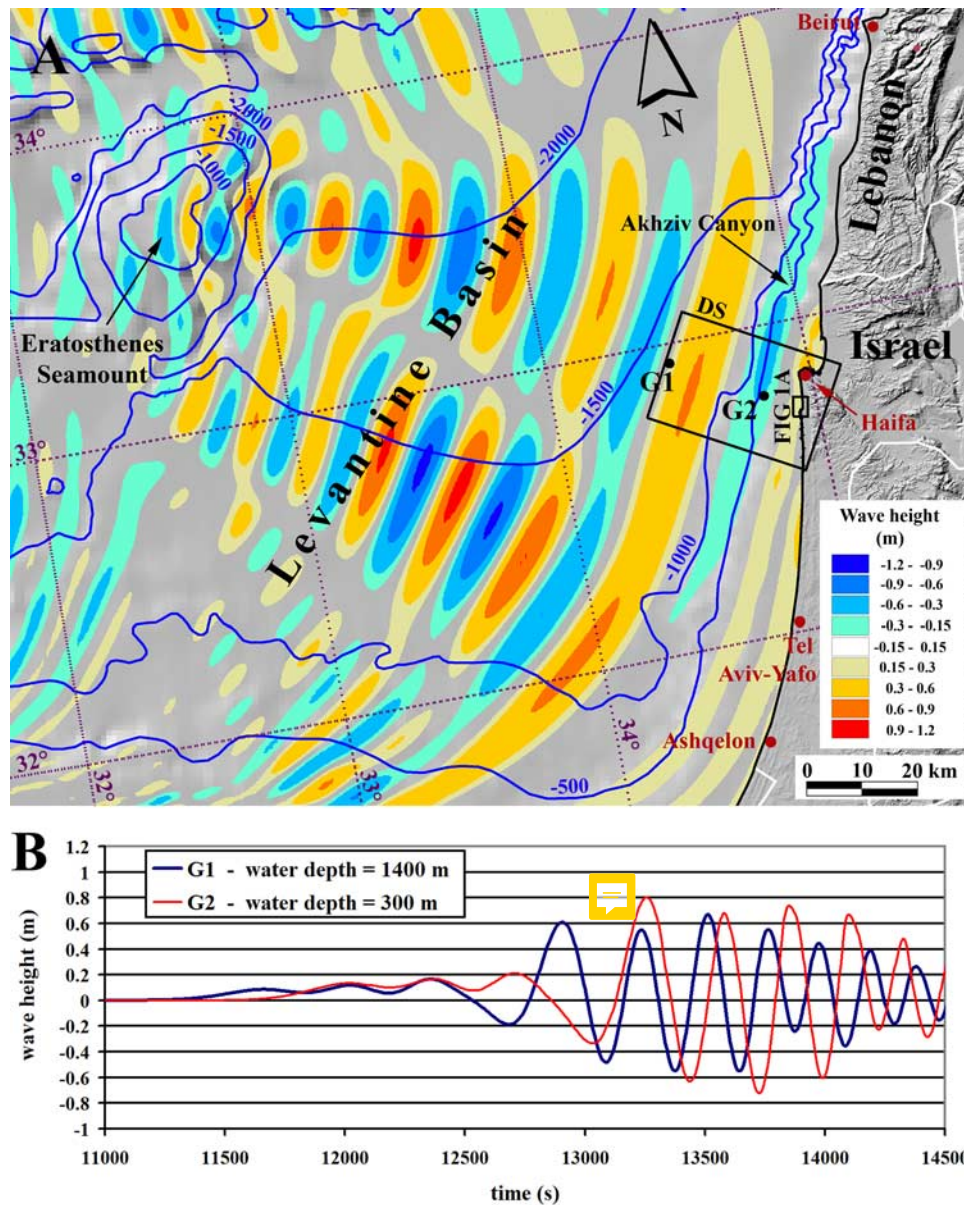 A
Beirut
N
34°
-2000
-1500
-1000
-2000
Lebanon
Akhziv Canyon
Levantine Basin
DS
Eratosthenes
Seamount
G1
Israel
-1500
G2
FIG 1A
Haifa
33°
-1000
Wave height
(m)
-1.2 - -0.9
-0.9 - -0.6
-0.6 - -0.3
-0.3 - -0.15
-0.15 - 0.15
0.15 - 0.3
0.3 - 0.6
0.6 - 0.9
0.9 - 1.2
Tel
Aviv-Yafo
34°
Ashqelon
32°
32°
33°
-500
0 10 20 km
B
G1 - water depth = 1400 m
G2 - water depth = 300 m
wave height (m)
1.2
1
0.8
0.6
0.4
0.2
0
-0.2
-0.4
-0.6
-0.8
-1
11000 11500 12000 12500 13000 13500 14000 14500
time (s)